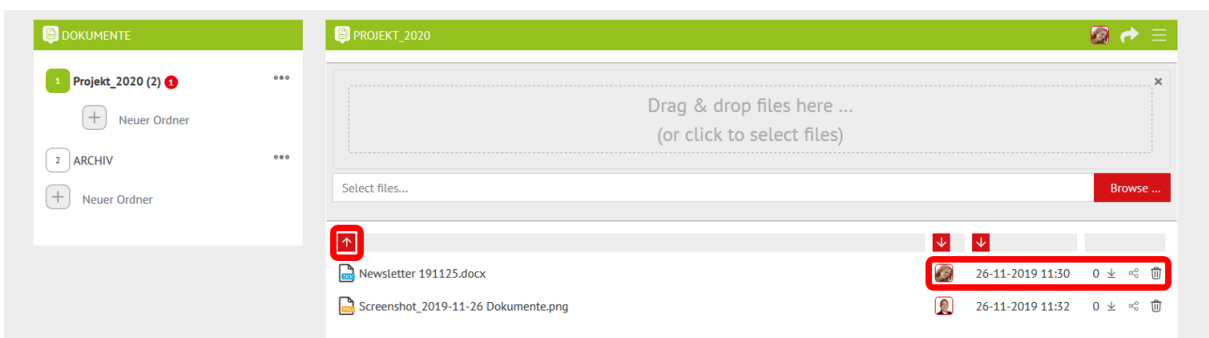 DOKUMENTE
1 Projekt_2020 (2) 1
Neuer Ordner
2 ARCHIV
Neuer Ordner
PROJEKT_2020
Drag & drop files here ...
(or click to select files)
Select files...
Browse ...
Newsletter 191125.docx 26-11-2019 11:30 0
Screenshot_2019-11-26 Dokumente.png 26-11-2019 11:32 0